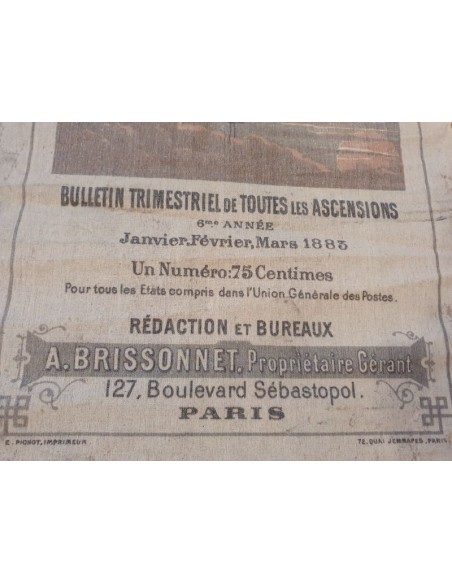 BULLETIN TRIMESTRIEL DE TOUTES LES ASCENSIONS
6me ANNÉE
Janvier.Février, Mars 1883
Un Numéro: 75 Centimes
Pour tous les Etats compris dans l'Union Générale des Postes.
RÉDACTION ET BUREAUX
A. BRISSONNET, Propriétaire Gérant
127, Boulevard Sébastopol.
PARIS
E. PICHOT, IMPRIMEUR
72, QUAI JEMMAPES, PARIS